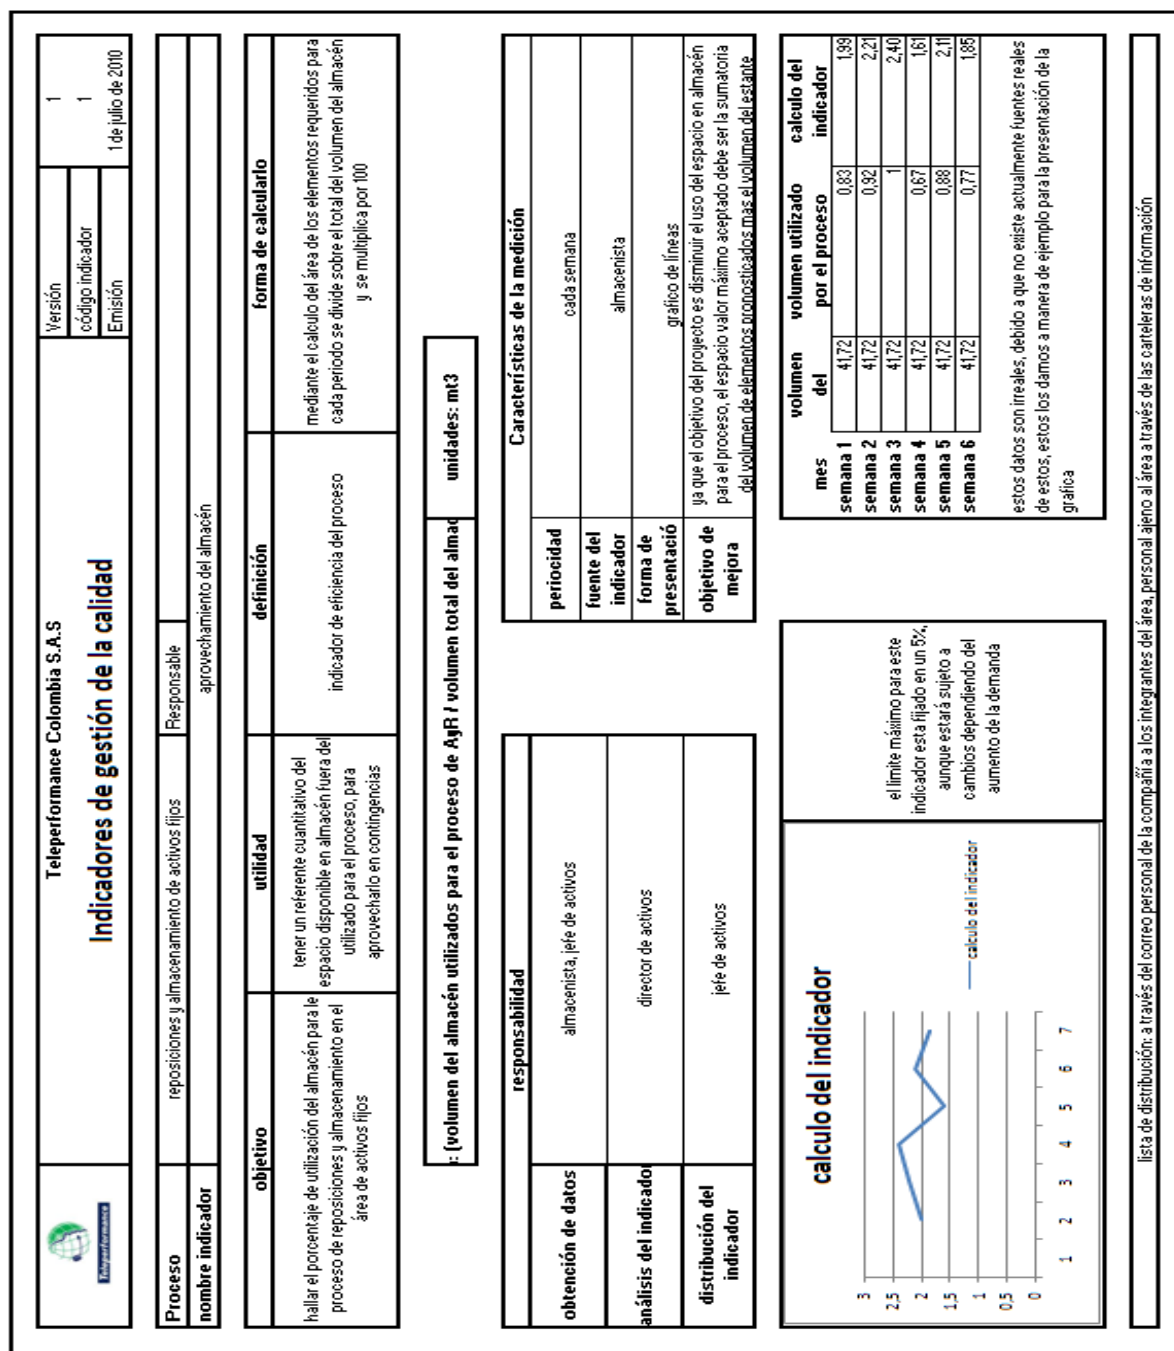 Teleperformance
Teleperformance Colombia S.A.S
Indicadores de gestión de la calidad
Versión 1
código indicador 1
Emisión 1 de julio de 2010
Proceso reposiciones y almacenamiento de activos fijos Responsable
nombre indicador aprovechamiento del almacén
objetivo
hallar el porcentaje de utilización del almacén para le
proceso de reposiciones y almacenamiento en el
área de activos fijos
utilidad
tener un referente cuantitativo del
espacio disponible en almacén fuera del
utilizado para el proceso, para
aprovecharlo en contingencias
definición
indicador de eficiencia del proceso
forma de calcularlo
mediante el calculo del área de los elementos requeridos para
cada periodo se divide sobre el total del volumen del almacén
y se multiplica por 100
: (volumen del almacén utilizados para el proceso de AyR / volumen total del almac
unidades: mt3
responsabilidad
obtención de datos almacenista, jefe de activos
análisis del indicador director de activos
distribución del
indicador
jefe de activos
Características de la medición
periocidad cada semana
fuente del
indicador
almacenista
forma de
presentació
grafico de líneas
objetivo de
mejora
ya que el objetivo del proyecto es disminuir el uso del espacio en almacén
para el proceso, el espacio valor máximo aceptado debe ser la sumatoria
del volumen de elementos pronosticados mas el volumen del estante
calculo del indicador
3
2,5
2
1,5
1
0,5
0
1 2 3 4 5 6 7
calculo del indicador
el limite máximo para este
indicador esta fijado en un 5%,
aunque estará sujeto a
cambios dependiendo del
aumento de la demanda
mes
volumen
del
volumen utilizado
por el proceso
calculo del
indicador
semana 1 41,72 0,83 1,99
semana 2 41,72 0,92 2,21
semana 3 41,72 1 2,40
semana 4 41,72 0,67 1,61
semana 5 41,72 0,88 2,11
semana 6 41,72 0,77 1,85
estos datos son irreales, debido a que no existe actualmente fuentes reales
de estos, estos los damos a manera de ejemplo para la presentación de la
grafica
lista de distribución: a través del correo personal de la compañía a los integrantes del área, personal ajeno al área a través de las carteleras de información